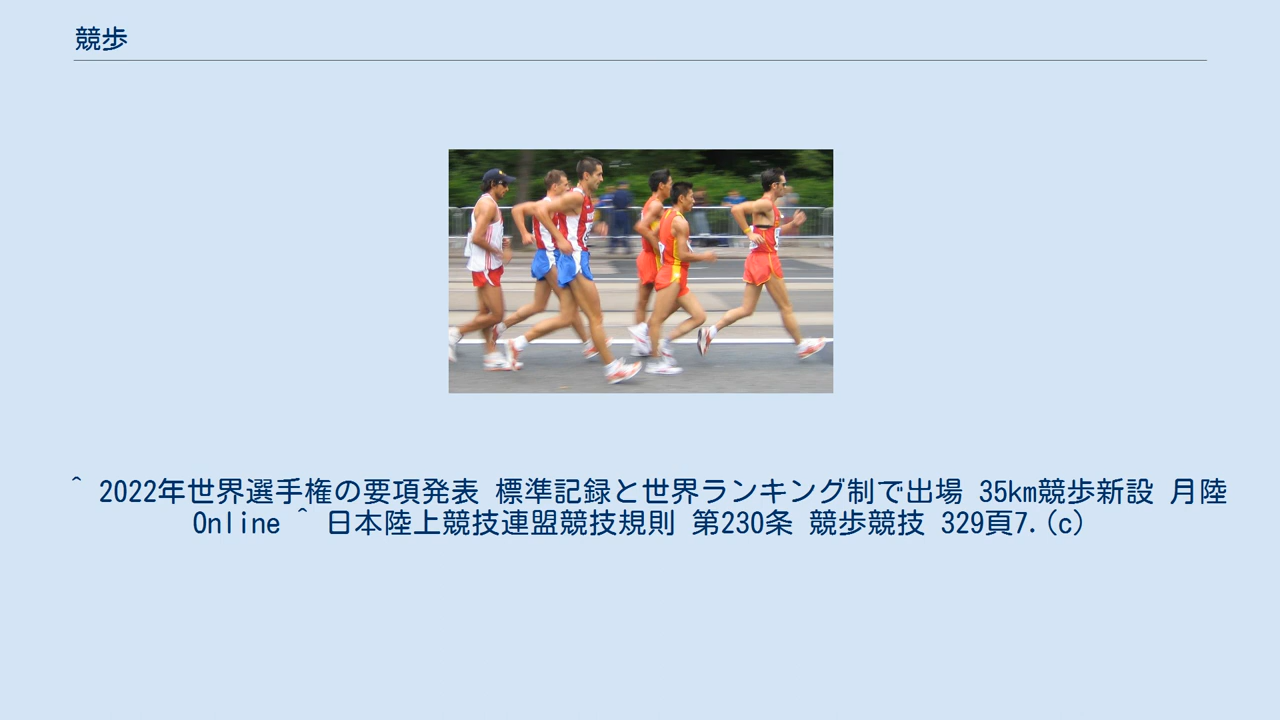 競歩
^ 2022年世界選手権の要項発表 標準記録と世界ランキング制で出場 35km競歩新設 月陸
Online ^ 日本陸上競技連盟競技規則 第230条 競歩競技 329頁7.(c)